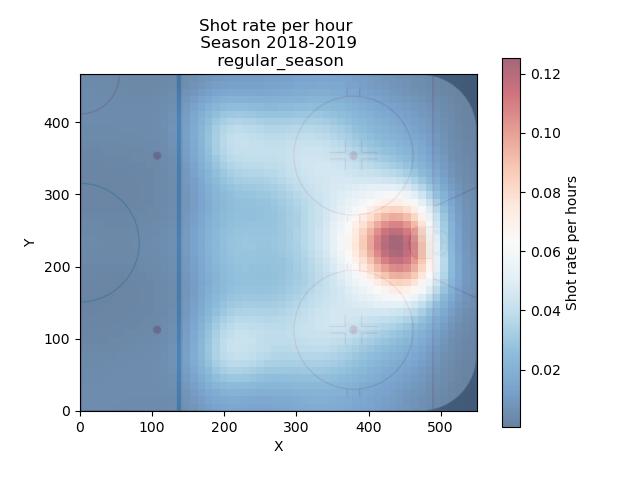 Shot rate per hour
Season 2018-2019
regular_season
Y
400
300
200
100
0
0 100 200 300 400 500
X
0.12
0.10
0.08
0.06
0.04
0.02
Shot rate per hours